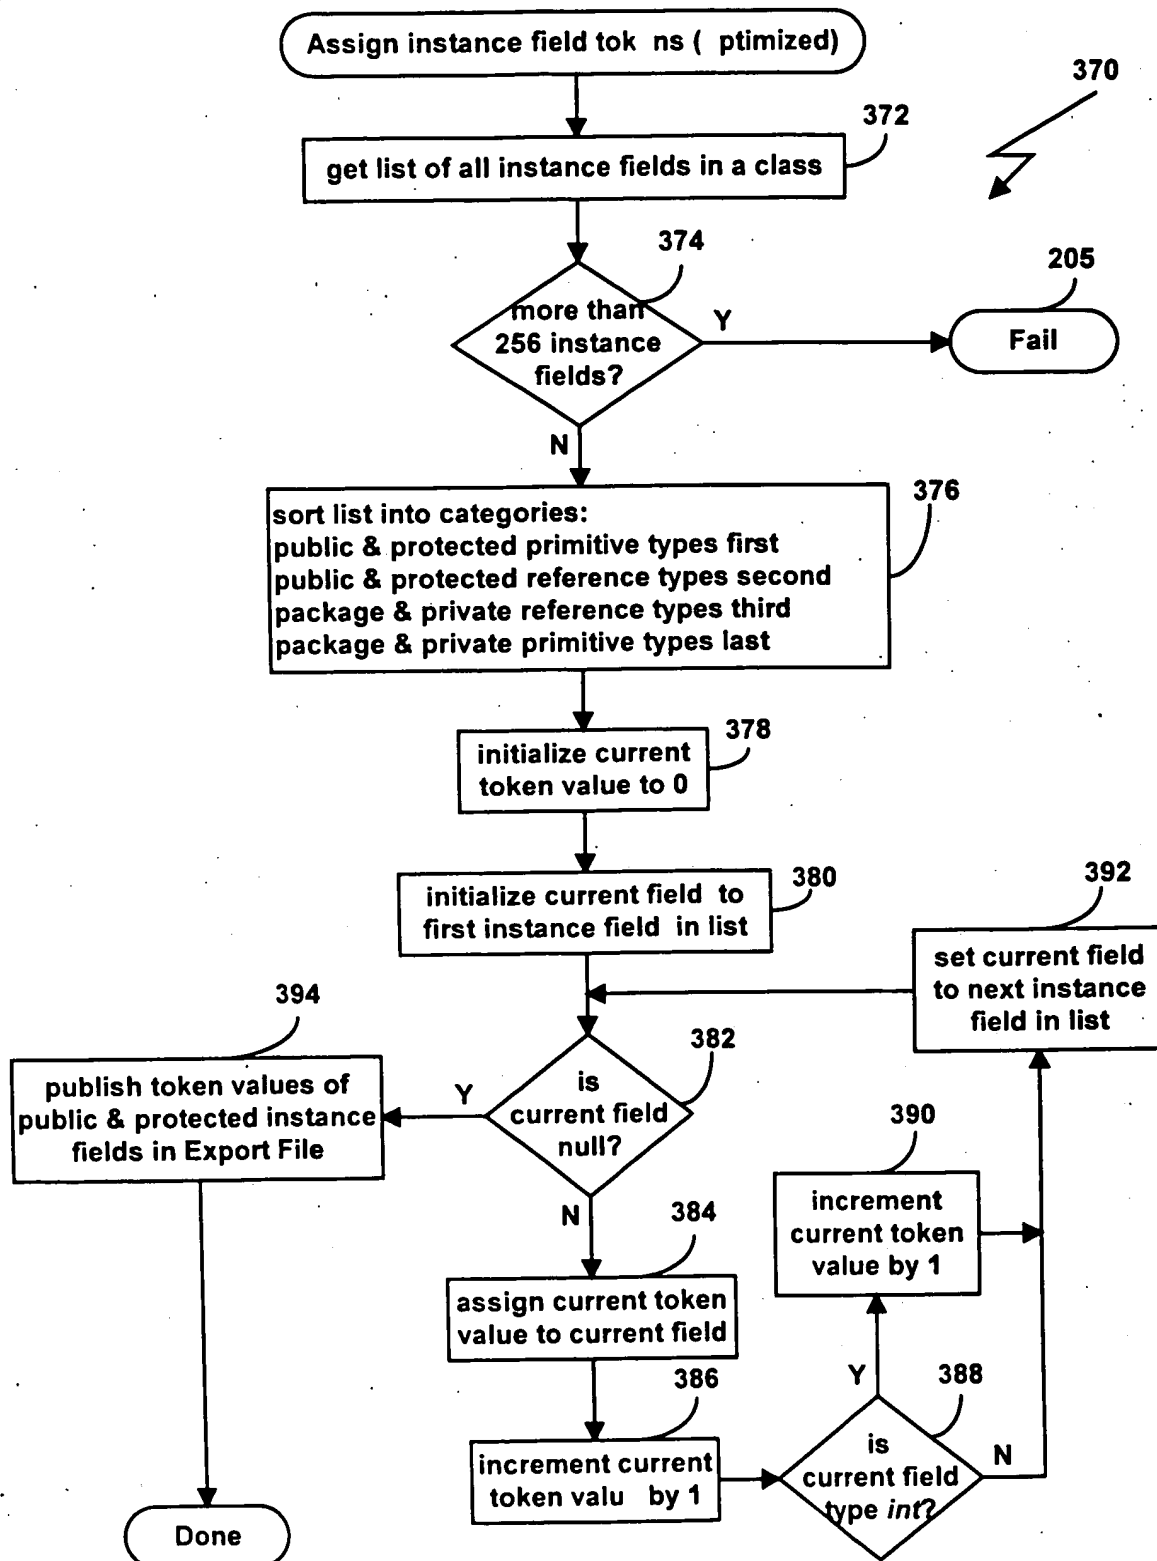 Assign instance field tok ns ( ptimized)
370
372
get list of all instance fields in a class
374
205
more than
256 instance
fields?
Y
Fail
N
376
sort list into categories:
public & protected primitive types first
public & protected reference types second
package & private reference types third
package & private primitive types last
378
initialize current
token value to 0
380
initialize current field to
first instance field in list
392
set current field
to next instance
field in list
394
publish token values of
public & protected instance
fields in Export File
Y
382
is
current field
null?
390
increment
current token
value by 1
N
384
assign current token
value to current field
386
increment current
token valu by 1
Y
388
is
current field
type int?
N
Done